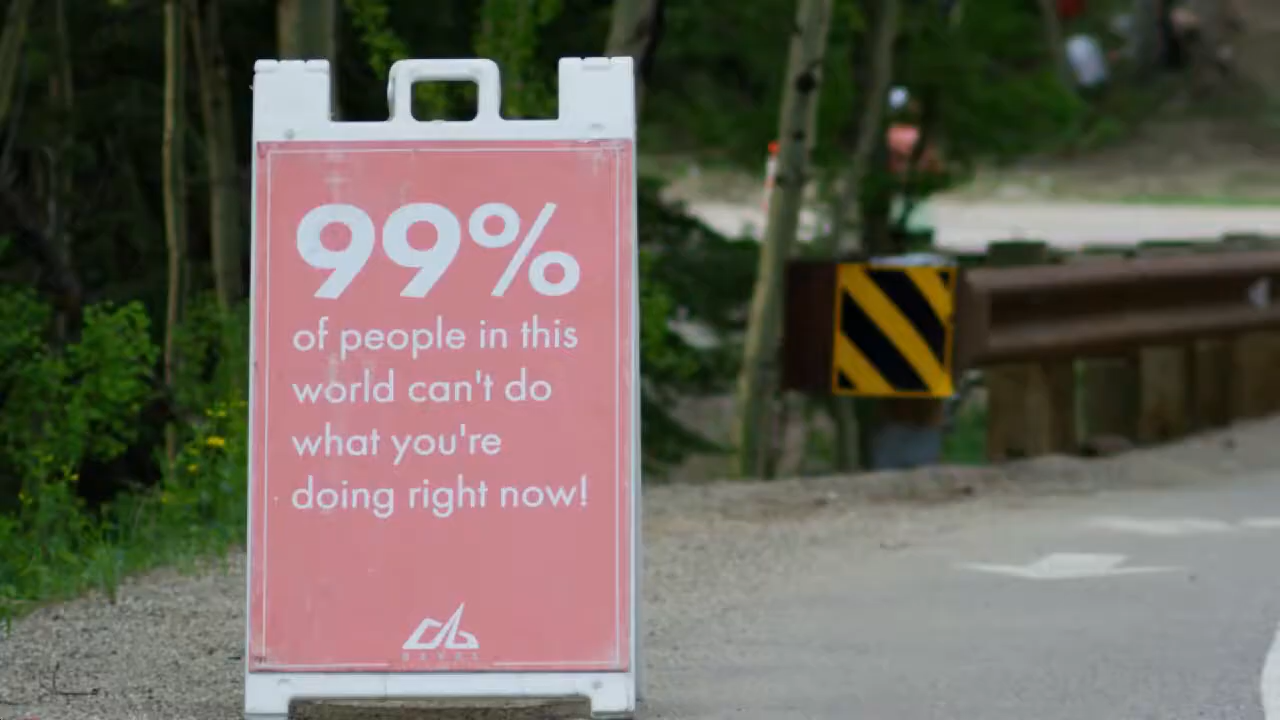 99%
of people in this
world can't do
what you're
doing right now!